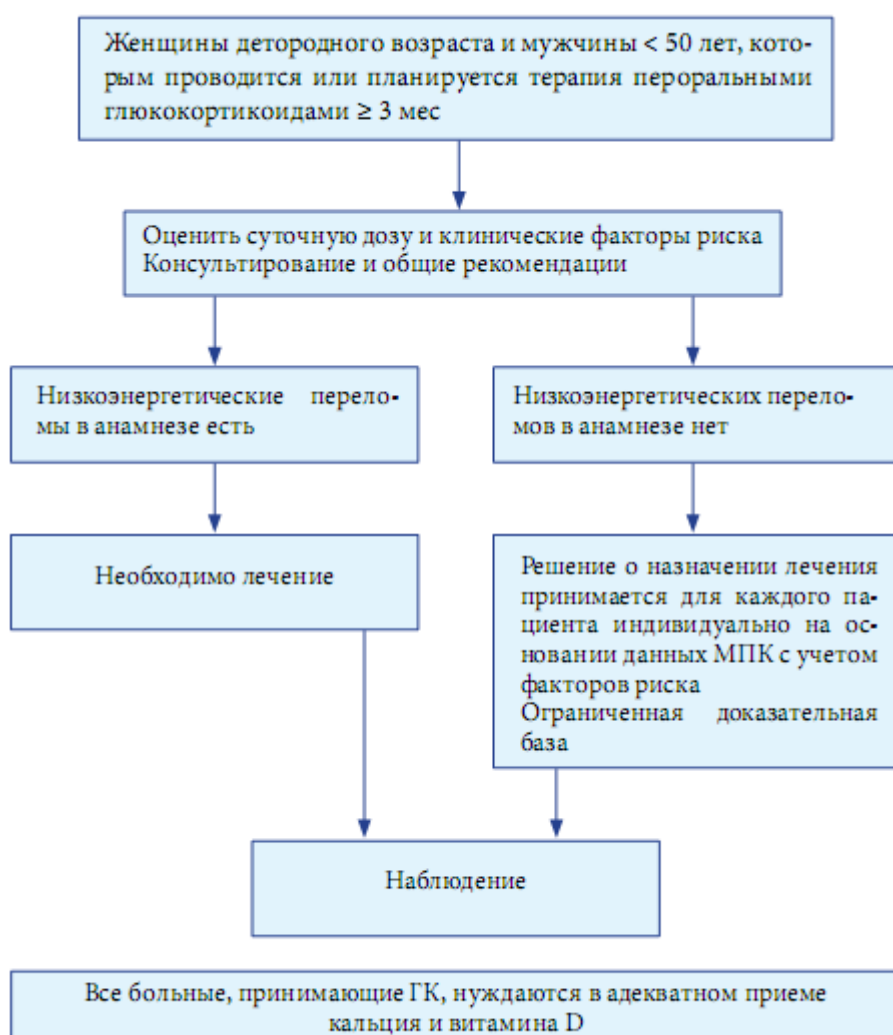 Женщины детородного возраста и мужчины < 50 лет, кото-
рым проводится или планируется терапия пероральными
глюкокортикоидами ≥ 3 мес
Оценить суточную дозу и клинические факторы риска
Консультирование и общие рекомендации
Низкоэнергетические перело-
мы в анамнезе есть
Низкоэнергетических перело-
мов в анамнезе нет
Необходимо лечение
Решение о назначении лечения
принимается для каждого па-
циента индивидуально на ос-
новании данных МПК с учетом
факторов риска
Ограниченная доказательная
база
Наблюдение
Все больные, принимающие ГК, нуждаются в адекватном приеме
кальция и витамина D